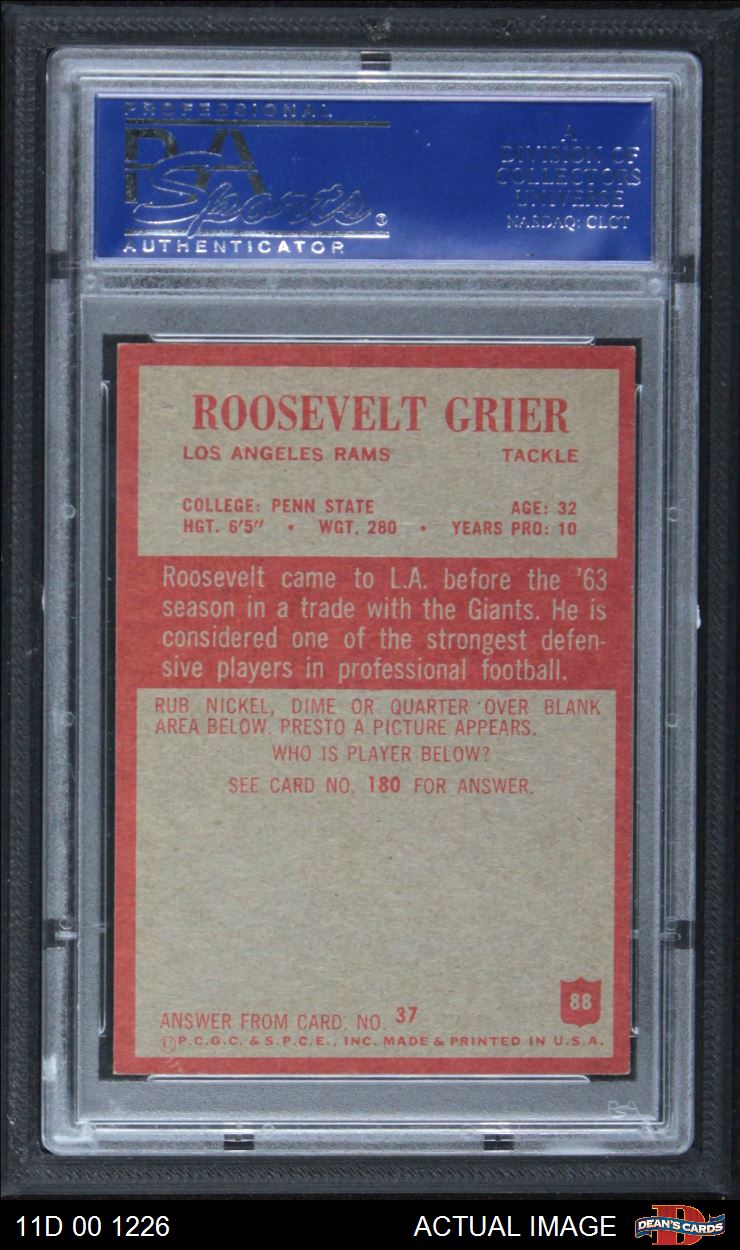 PROFESSIONAL
PSA
Sports®
AUTHENTICATOR
A
DIVISION OF
COLLECTORS
UNIVERSE
NASDAQ: CLCT
ROOSEVELT GRIER
LOS ANGELES RAMS TACKLE
COLLEGE: PENN STATE AGE: 32
HGT. 6'5" • WGT. 280 • YEARS PRO: 10
Roosevelt came to L.A. before the '63
season in a trade with the Giants. He is
considered one of the strongest defen-
sive players in professional football.
RUB NICKEL, DIME OR QUARTER OVER BLANK
AREA BELOW. PRESTO A PICTURE APPEARS.
WHO IS PLAYER BELOW?
SEE CARD NO. 180 FOR ANSWER.
88
ANSWER FROM CARD NO. 37
©P.C.G.C. & S.P.C.E., INC. MADE & PRINTED IN U.S.A.
PSA
11D 00 1226 ACTUAL IMAGE DEAN'S CARDS